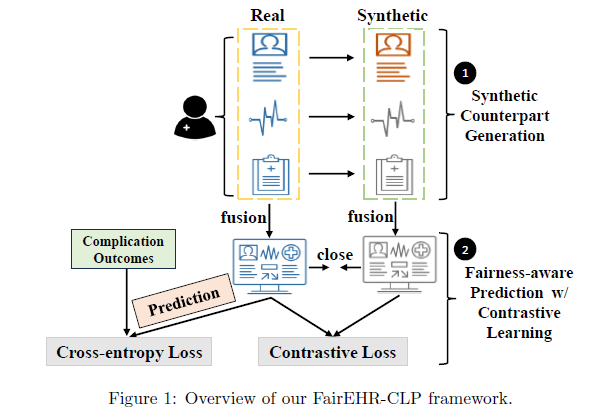 Real
Synthetic
1
Synthetic
Counterpart
Generation
fusion
fusion
Complication
Outcomes
close
2
Fairness-aware
Prediction w/
Contrastive
Learning
Prediction
Cross-entropy Loss
Contrastive Loss
Figure 1: Overview of our FairEHR-CLP framework.